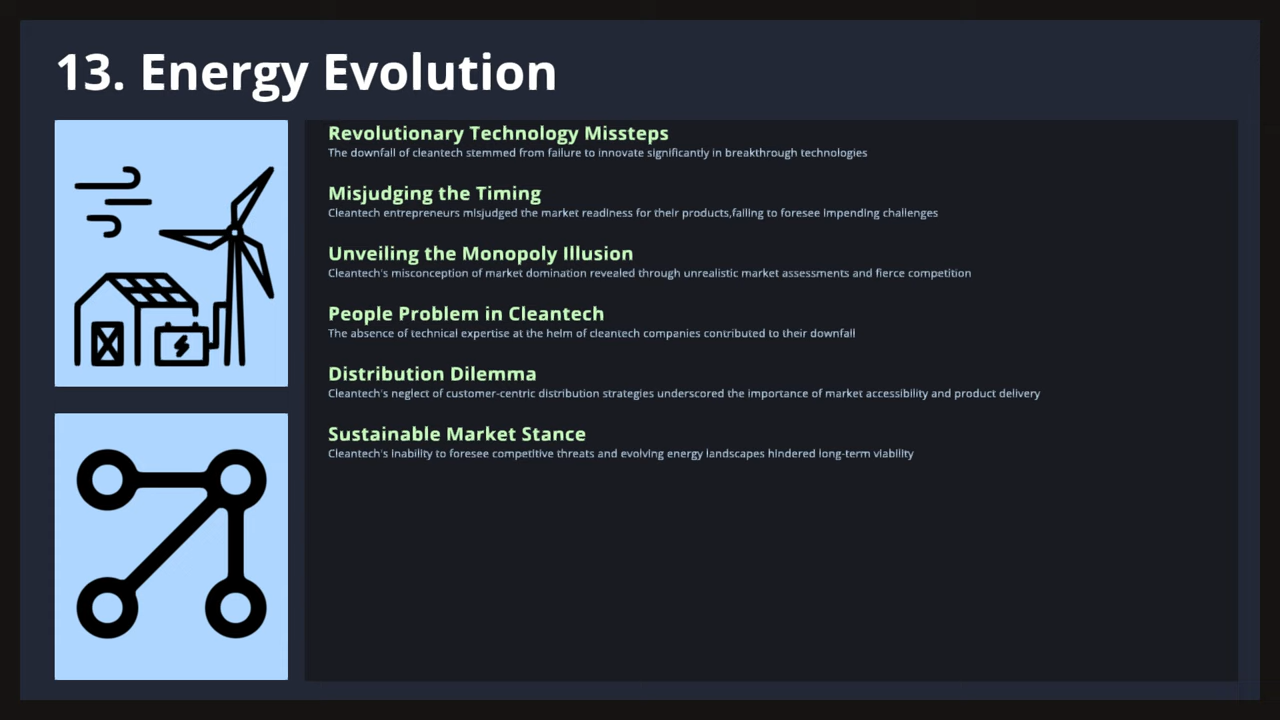 13. Energy Evolution
Revolutionary Technology Missteps
The downfall of cleantech stemmed from failure to innovate significantly in breakthrough technologies
Misjudging the Timing
Cleantech entrepreneurs misjudged the market readiness for their products,failing to foresee impending challenges
Unveiling the Monopoly Illusion
Cleantech's misconception of market domination revealed through unrealistic market assessments and fierce competition
People Problem in Cleantech
The absence of technical expertise at the helm of cleantech companies contributed to their downfall
Distribution Dilemma
Cleantech's neglect of customer-centric distribution strategies underscored the importance of market accessibility and product delivery
Sustainable Market Stance
Cleantech's inability to foresee competitive threats and evolving energy landscapes hindered long-term viability